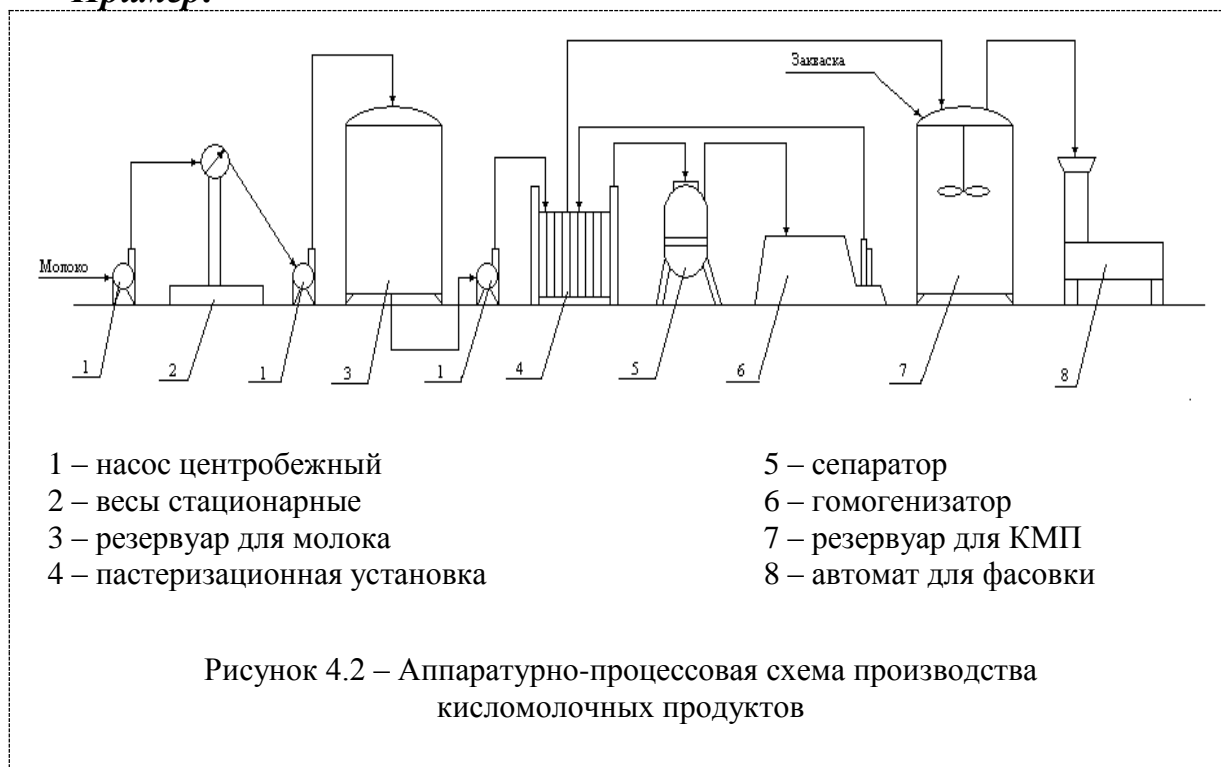 Пример:
Закваска
Молоко
1
2
1
3
1
4
5
6
7
8
1 – насос центробежный
2 – весы стационарные
3 – резервуар для молока
4 – пастеризационная установка
5 – сепаратор
6 – гомогенизатор
7 – резервуар для КМП
8 – автомат для фасовки
Рисунок 4.2 – Аппаратурно-процессовая схема производства
кисломолочных продуктов